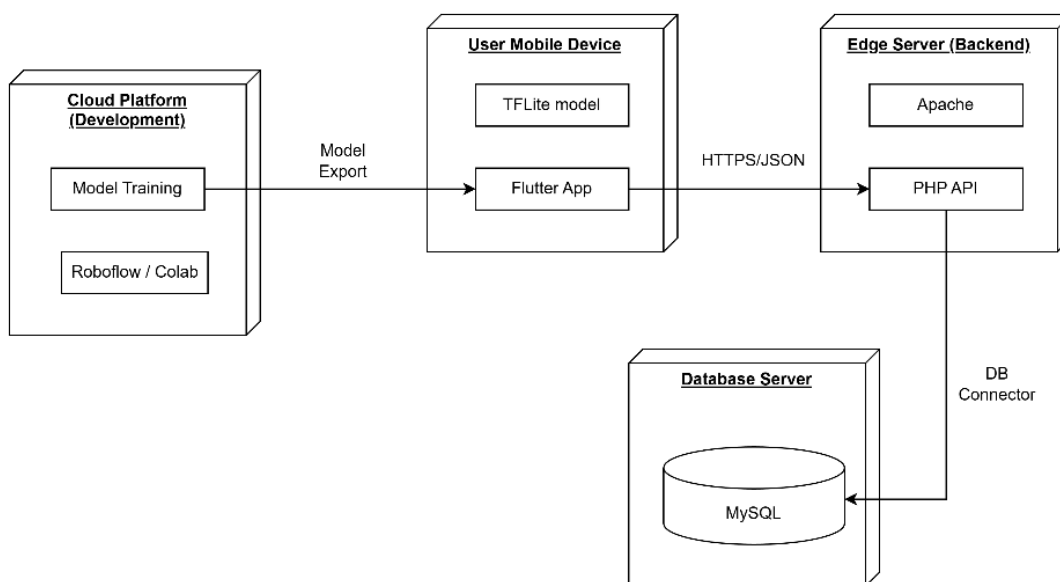 Cloud Platform
(Development)
Model Training
Roboflow / Colab
Model
Export
User Mobile Device
TFLite model
Flutter App
HTTPS/JSON
Edge Server (Backend)
Apache
PHP API
DB
Connector
Database Server
MySQL